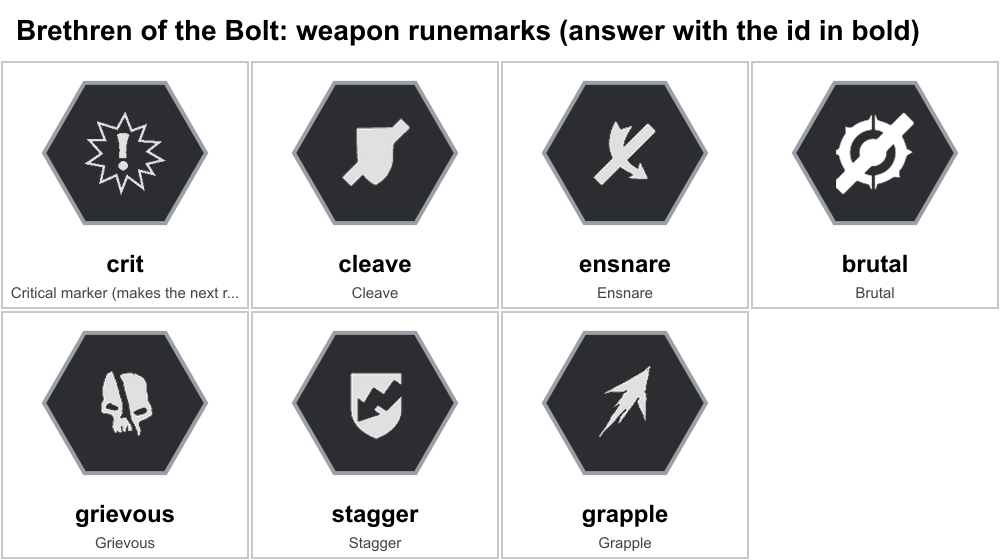 Brethren of the Bolt: weapon runemarks (answer with the id in bold)
crit
Critical marker (makes the next r...
cleave
Cleave
ensnare
Ensnare
brutal
Brutal
grievous
Grievous
stagger
Stagger
grapple
Grapple